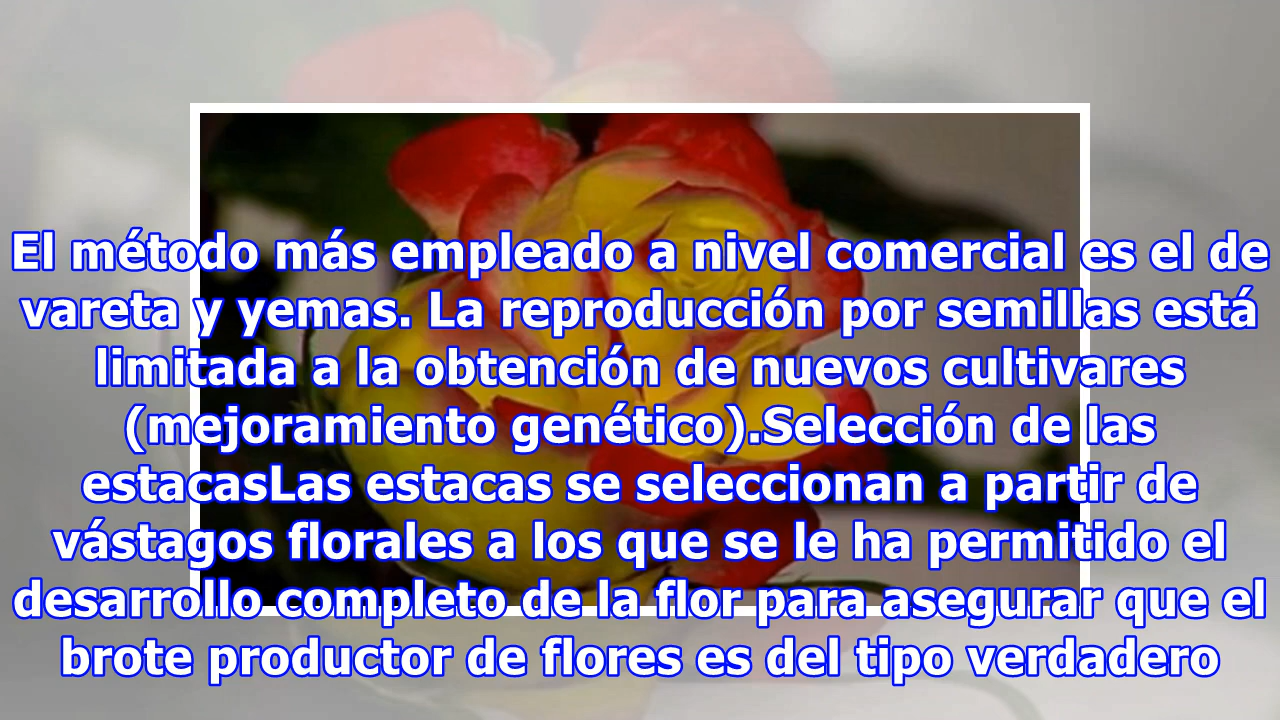 El método más empleado a nivel comercial es el de
vareta y yemas. La reproducción por semillas está
limitada a la obtención de nuevos cultivares
(mejoramiento genético).Selección de las
estacasLas estacas se seleccionan a partir de
vástagos florales a los que se le ha permitido el
desarrollo completo de la flor para asegurar que el
brote productor de flores es del tipo verdadero